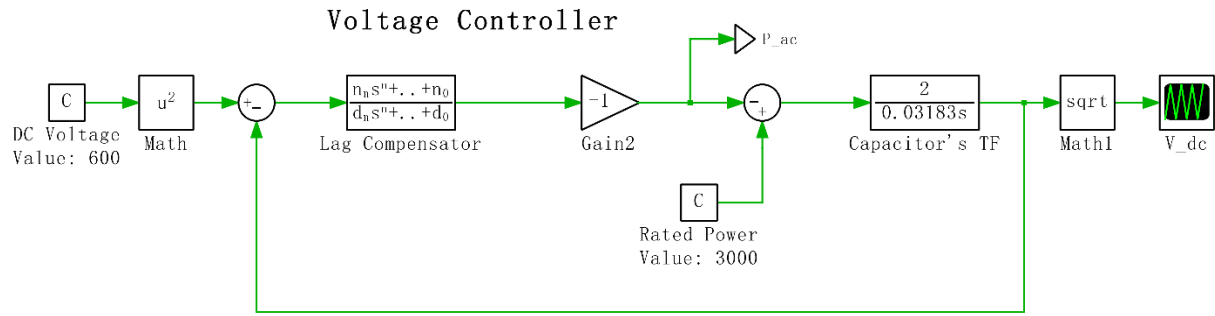 Voltage Controller
P_ac
C
u²
+
−
nₙsⁿ+..+n₀
dₙsⁿ+..+d₀
-1
−
+
2
0.03183s
sqrt
DC Voltage
Value: 600
Math
Lag Compensator
Gain2
Capacitor's TF
Math1
V_dc
C
Rated Power
Value: 3000